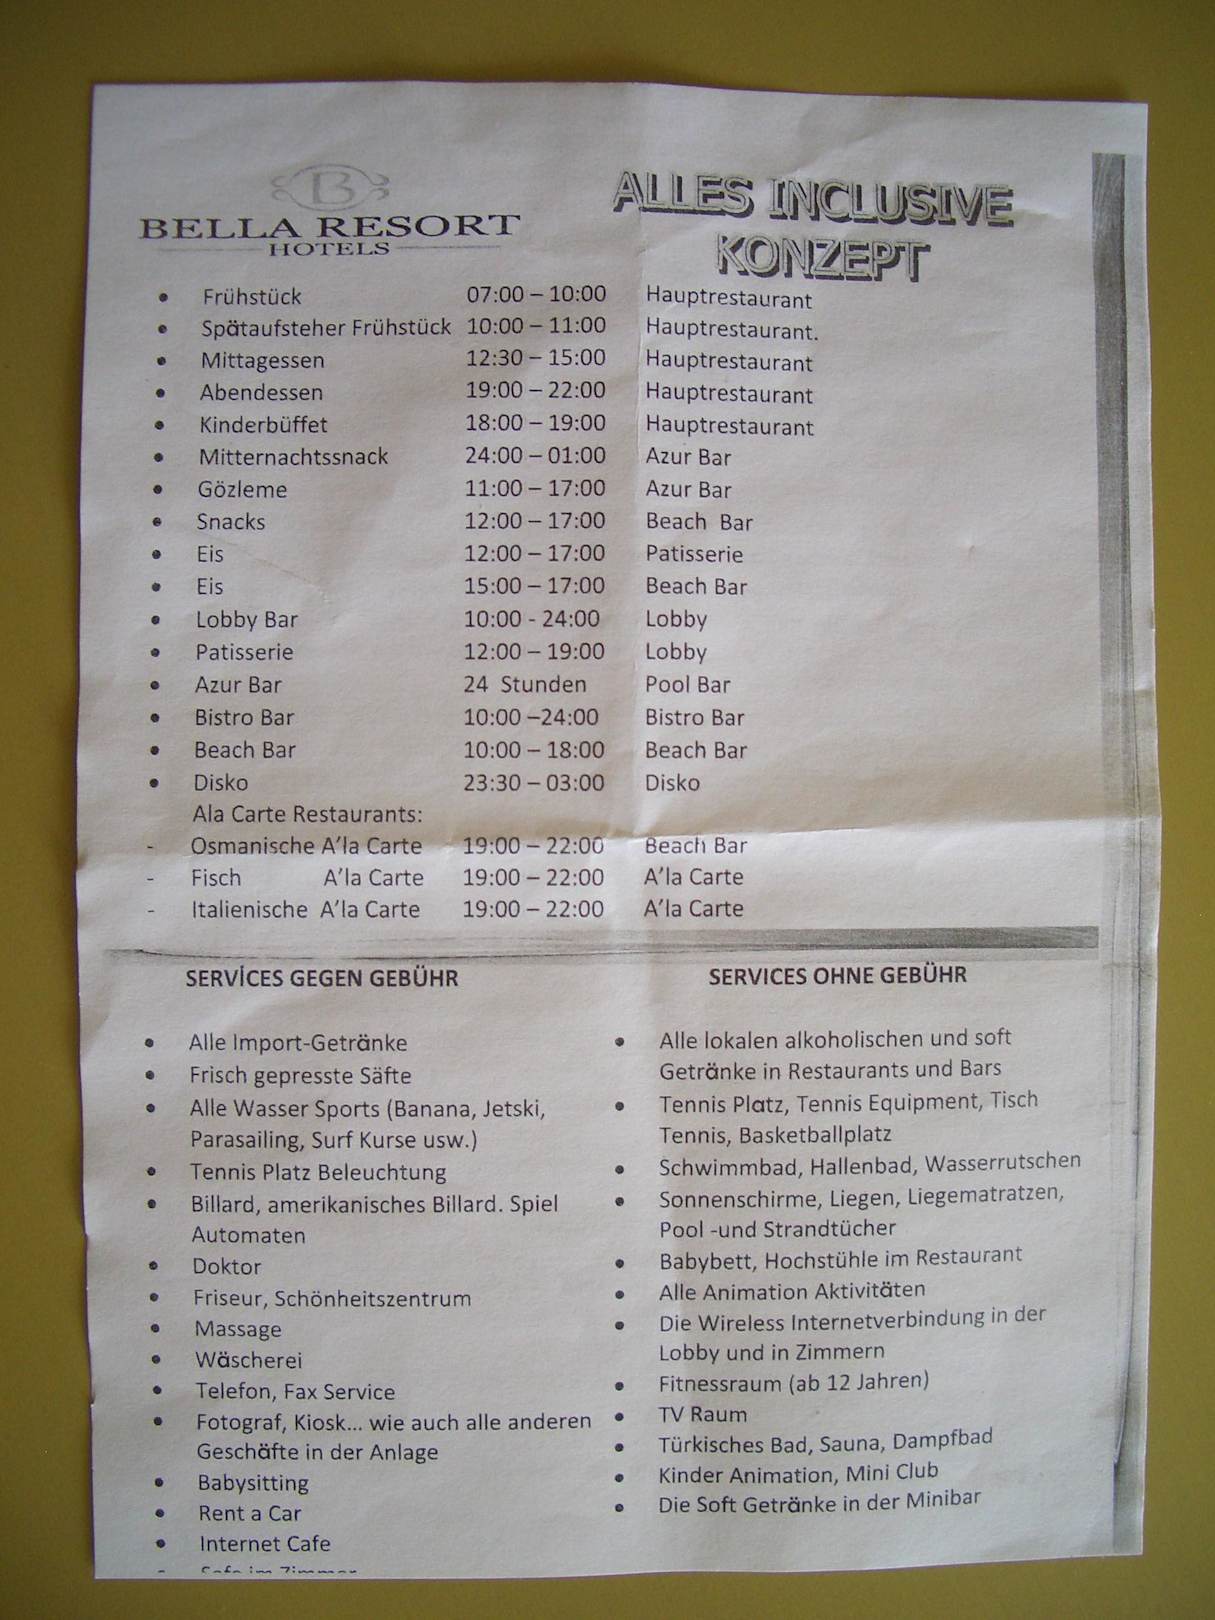 B
BELLA RESORT
HOTELS
ALLES INCLUSIVE
KONZEPT
• Frühstück 07:00 – 10:00 Hauptrestaurant
• Spätaufsteher Frühstück 10:00 – 11:00 Hauptrestaurant.
• Mittagessen 12:30 – 15:00 Hauptrestaurant
• Abendessen 19:00 – 22:00 Hauptrestaurant
• Kinderbüffet 18:00 – 19:00 Hauptrestaurant
• Mitternachtssnack 24:00 – 01:00 Azur Bar
• Gözleme 11:00 – 17:00 Azur Bar
• Snacks 12:00 – 17:00 Beach Bar
• Eis 12:00 – 17:00 Patisserie
• Eis 15:00 – 17:00 Beach Bar
• Lobby Bar 10:00 - 24:00 Lobby
• Patisserie 12:00 – 19:00 Lobby
• Azur Bar 24 Stunden Pool Bar
• Bistro Bar 10:00 –24:00 Bistro Bar
• Beach Bar 10:00 – 18:00 Beach Bar
• Disko 23:30 – 03:00 Disko
Ala Carte Restaurants:
- Osmanische A'la Carte 19:00 – 22:00 Beach Bar
- Fisch A'la Carte 19:00 – 22:00 A'la Carte
- Italienische A'la Carte 19:00 – 22:00 A'la Carte
SERVİCES GEGEN GEBÜHR
• Alle Import-Getränke
• Frisch gepresste Säfte
• Alle Wasser Sports (Banana, Jetski,
Parasailing, Surf Kurse usw.)
• Tennis Platz Beleuchtung
• Billard, amerikanisches Billard. Spiel
Automaten
• Doktor
• Friseur, Schönheitszentrum
• Massage
• Wäscherei
• Telefon, Fax Service
• Fotograf, Kiosk... wie auch alle anderen
Geschäfte in der Anlage
• Babysitting
• Rent a Car
• Internet Cafe
Safe im Zimmer
SERVICES OHNE GEBÜHR
• Alle lokalen alkoholischen und soft
Getränke in Restaurants und Bars
• Tennis Platz, Tennis Equipment, Tisch
Tennis, Basketballplatz
• Schwimmbad, Hallenbad, Wasserrutschen
• Sonnenschirme, Liegen, Liegematratzen,
Pool -und Strandtücher
• Babybett, Hochstühle im Restaurant
• Alle Animation Aktivitäten
• Die Wireless Internetverbindung in der
Lobby und in Zimmern
• Fitnessraum (ab 12 Jahren)
• TV Raum
• Türkisches Bad, Sauna, Dampfbad
• Kinder Animation, Mini Club
• Die Soft Getränke in der Minibar